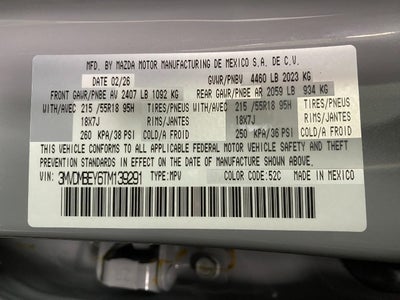 MFD. BY MAZDA MOTOR MANUFACTURING DE MEXICO S.A. DE C.V.
DATE 02/26 GVWR/PNBV 4460 LB 2023 KG
FRONT GAWR/PNBE AV 2407 LB 1092 KG REAR GAWR/PNBE AR 2059 LB 934 KG
WITH/AVEC 215 /55R18 95H TIRES/PNEUS WITH/AVEC 215 /55R18 95H TIRES/PNEUS
18X7J RIMS/JANTES 18X7J RIMS/JANTES
260 KPA/38 PSI COLD/A FROID 250 KPA/36 PSI COLD/A FROID
THIS VEHICLE CONFORMS TO ALL APPLICABLE FEDERAL MOTOR VEHICLE SAFETY AND THEFT
PREVENTION STANDARDS IN EFFECT ON THE DATE OF MANUFACTURE SHOWN ABOVE.
VIN: 3MVDMBEY6TM139291 TYPE:MPV COLOR CODE:52C MADE IN MEXICO